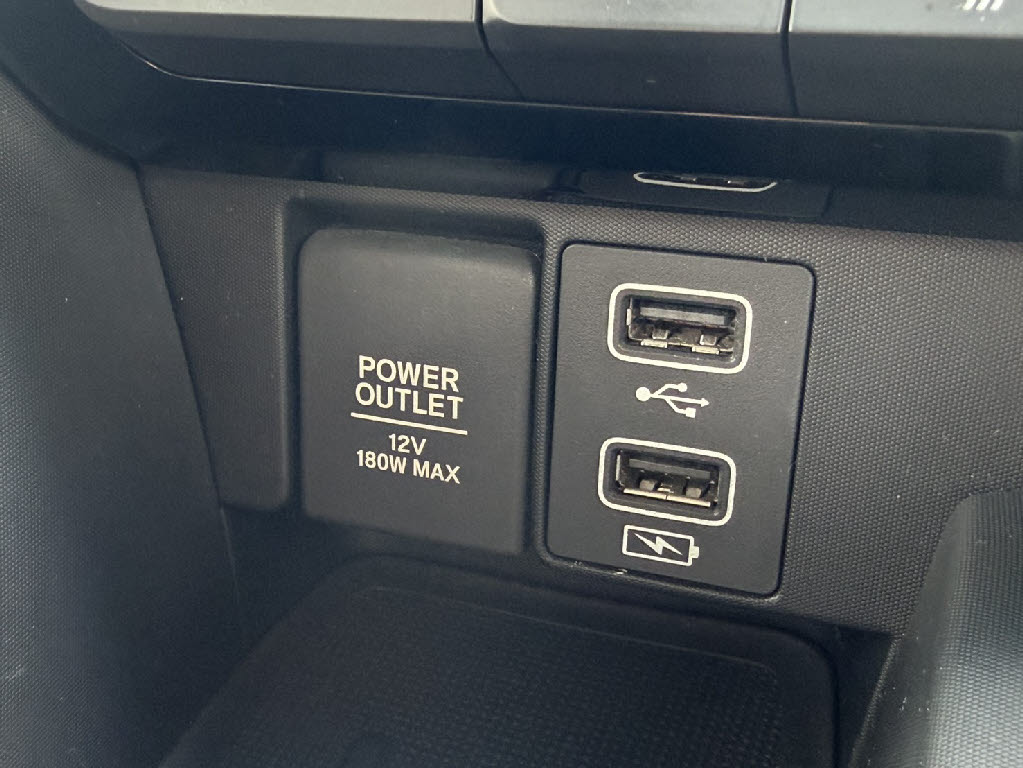 POWER
OUTLET
12V
180W MAX